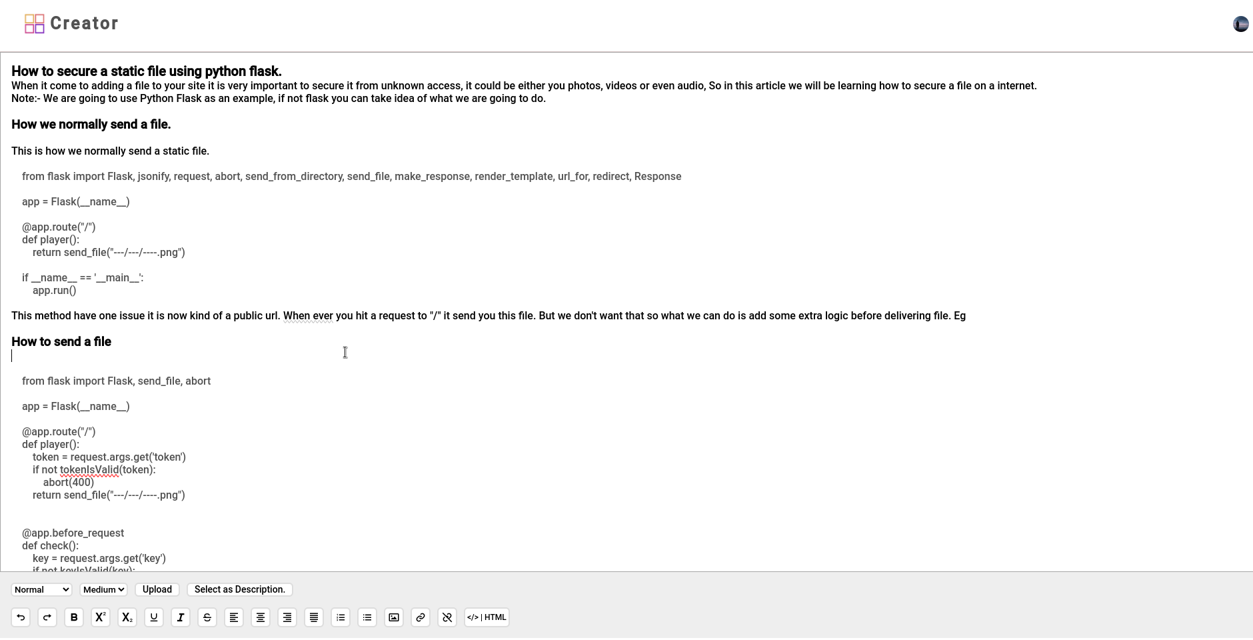 Creator
How to secure a static file using python flask.
When it come to adding a file to your site it is very important to secure it from unknown access, it could be either you photos, videos or even audio, So in this article we will be learning how to secure a file on a internet.
Note:- We are going to use Python Flask as an example, if not flask you can take idea of what we are going to do.
How we normally send a file.
This is how we normally send a static file.
from flask import Flask, jsonify, request, abort, send_from_directory, send_file, make_response, render_template, url_for, redirect, Response
app = Flask(__name__)
@app.route("/")
def player():
return send_file("---/---/----.png")
if __name__ == '__main__':
app.run()
This method have one issue it is now kind of a public url. When ever you hit a request to "/" it send you this file. But we don't want that so what we can do is add some extra logic before delivering file. Eg
How to send a file
from flask import Flask, send_file, abort
app = Flask(__name__)
@app.route("/")
def player():
token = request.args.get('token')
if not tokenIsValid(token):
abort(400)
return send_file("---/---/----.png")
@app.before_request
def check():
key = request.args.get('key')
if not keyIsValid(key):
Normal Medium Upload Select as Description.
B X² X₂ U I S </> | HTML